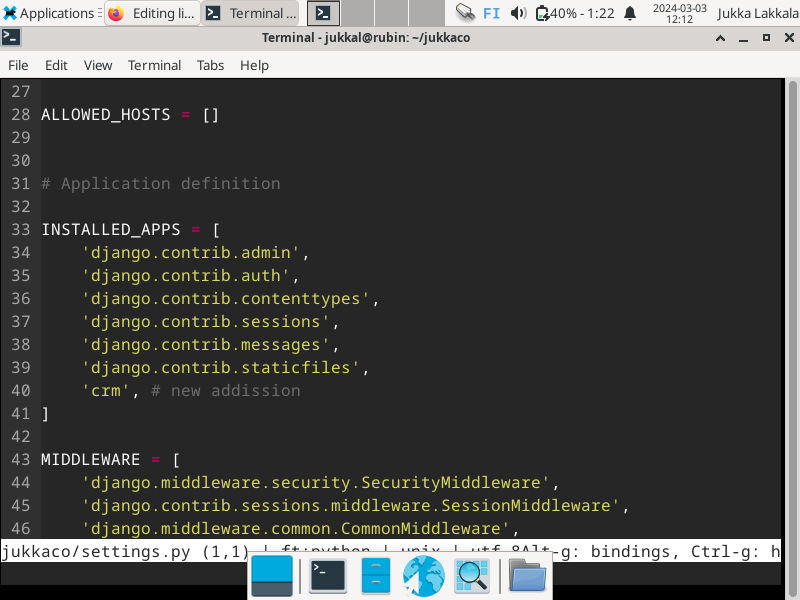 Applications
Editing li...
Terminal ...
FI
40% - 1:22
2024-03-03
12:12
Jukka Lakkala
Terminal - jukkal@rubin: ~/jukkaco
File Edit View Terminal Tabs Help
27
28 ALLOWED_HOSTS = []
29
30
31 # Application definition
32
33 INSTALLED_APPS = [
34     'django.contrib.admin',
35     'django.contrib.auth',
36     'django.contrib.contenttypes',
37     'django.contrib.sessions',
38     'django.contrib.messages',
39     'django.contrib.staticfiles',
40     'crm', # new addission
41 ]
42
43 MIDDLEWARE = [
44     'django.middleware.security.SecurityMiddleware',
45     'django.contrib.sessions.middleware.SessionMiddleware',
46     'django.middleware.common.CommonMiddleware',
jukkaco/settings.py (1,1) | ft:python | unix | utf-8Alt-g: bindings, Ctrl-g: h